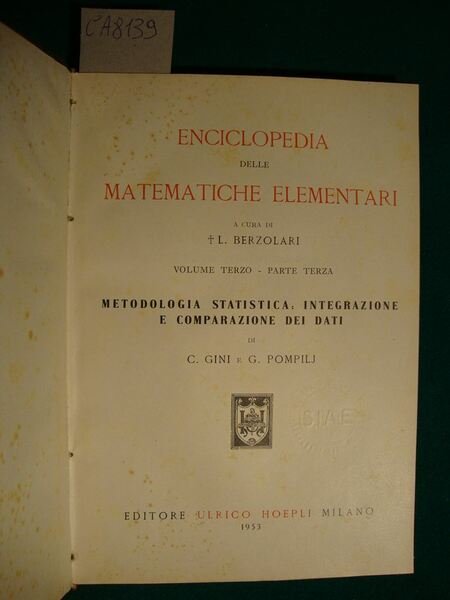 CA8139
ENCICLOPEDIA
DELLE
MATEMATICHE ELEMENTARI
A CURA DI
† L. BERZOLARI
VOLUME TERZO - PARTE TERZA
METODOLOGIA STATISTICA: INTEGRAZIONE
E COMPARAZIONE DEI DATI
DI
C. GINI E G. POMPILJ
SIAE
EDITORE ULRICO HOEPLI MILANO
1953